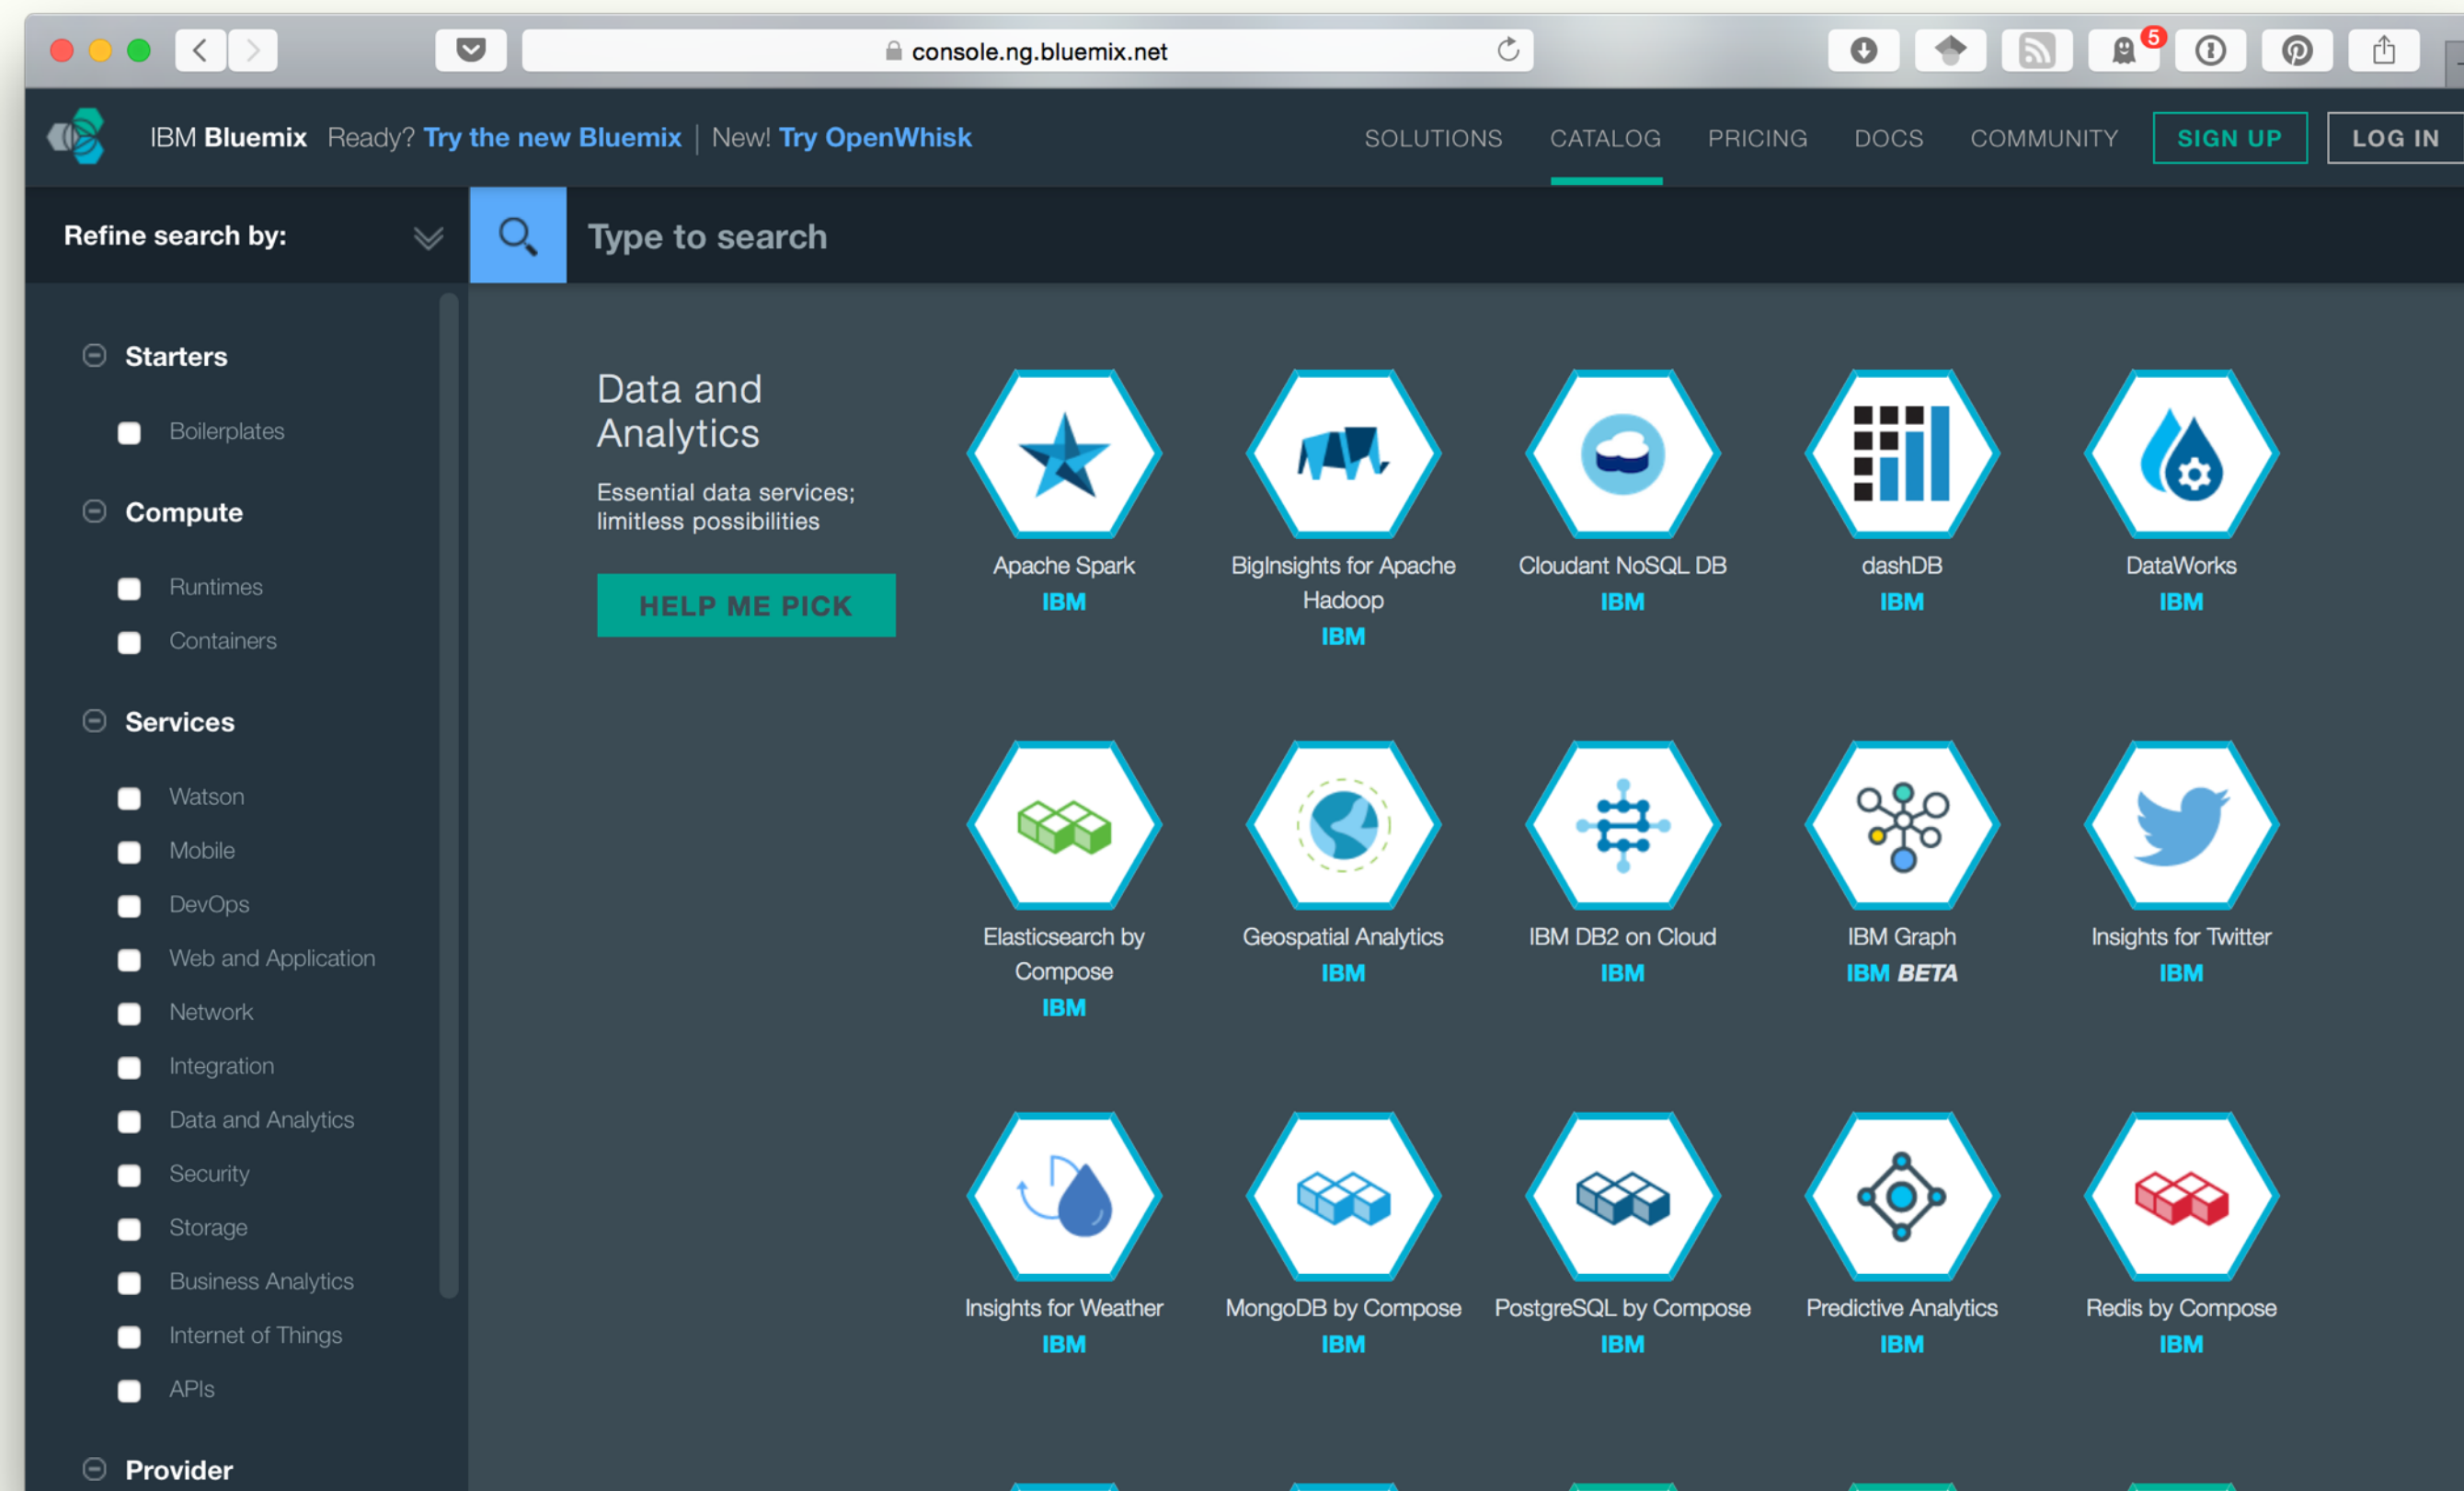 console.ng.bluemix.net
5
IBM Bluemix Ready? Try the new Bluemix | New! Try OpenWhisk
SOLUTIONS CATALOG PRICING DOCS COMMUNITY SIGN UP LOG IN
Refine search by:
Type to search
Starters
Boilerplates
Compute
Runtimes
Containers
Services
Watson
Mobile
DevOps
Web and Application
Network
Integration
Data and Analytics
Security
Storage
Business Analytics
Internet of Things
APIs
Provider
Data and
Analytics
Essential data services;
limitless possibilities
HELP ME PICK
Apache Spark
IBM
BigInsights for Apache
Hadoop
IBM
Cloudant NoSQL DB
IBM
dashDB
IBM
DataWorks
IBM
Elasticsearch by
Compose
IBM
Geospatial Analytics
IBM
IBM DB2 on Cloud
IBM
IBM Graph
IBM BETA
Insights for Twitter
IBM
Insights for Weather
IBM
MongoDB by Compose
IBM
PostgreSQL by Compose
IBM
Predictive Analytics
IBM
Redis by Compose
IBM